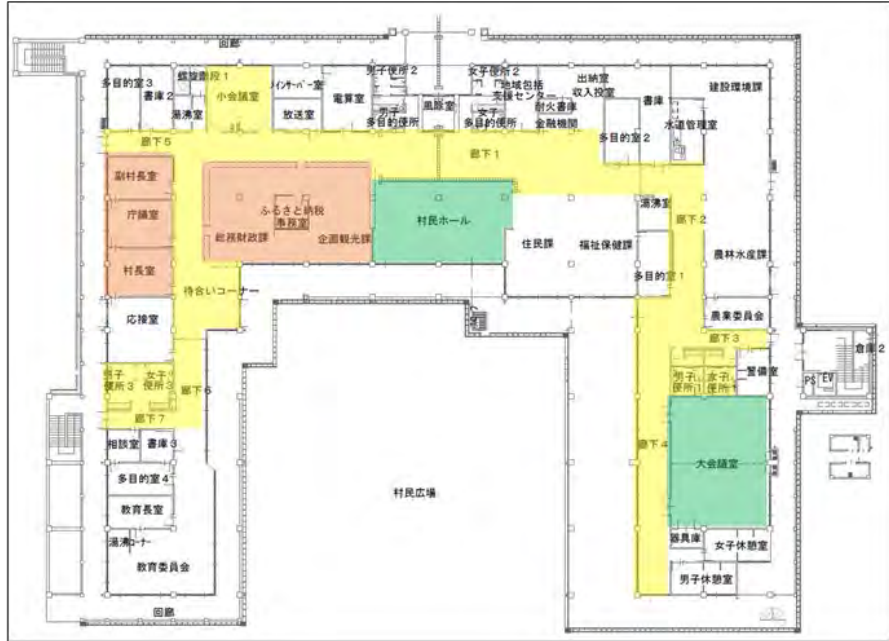 回廊
多目的室3
書庫2
螺旋階段1
湯沸室
小会議室
放送室
電算室
男子便所2
男子
多目的便所
風除室
女子便所2
女子
多目的便所
地域包括
支援センター
耐火書庫
金融機関
出納室
収入役室
多目的室2
書庫
水道管理室
建設環境課
廊下5
廊下1
副村長室
庁議室
村長室
ふるさと納税
事務室
総務財政課
企画観光課
村民ホール
住民課
福祉保健課
湯沸室
廊下2
多目的室1
農林水産課
待合いコーナー
応接室
農業委員会
廊下3
倉庫2
男子
便所3
女子
便所3
廊下6
男子
便所1
女子
便所1
警備室
PS
EV
廊下7
相談室
書庫3
廊下4
大会議室
多目的室4
村民広場
教育長室
湯沸コーナー
教育委員会
器具庫
女子休憩室
男子休憩室
回廊